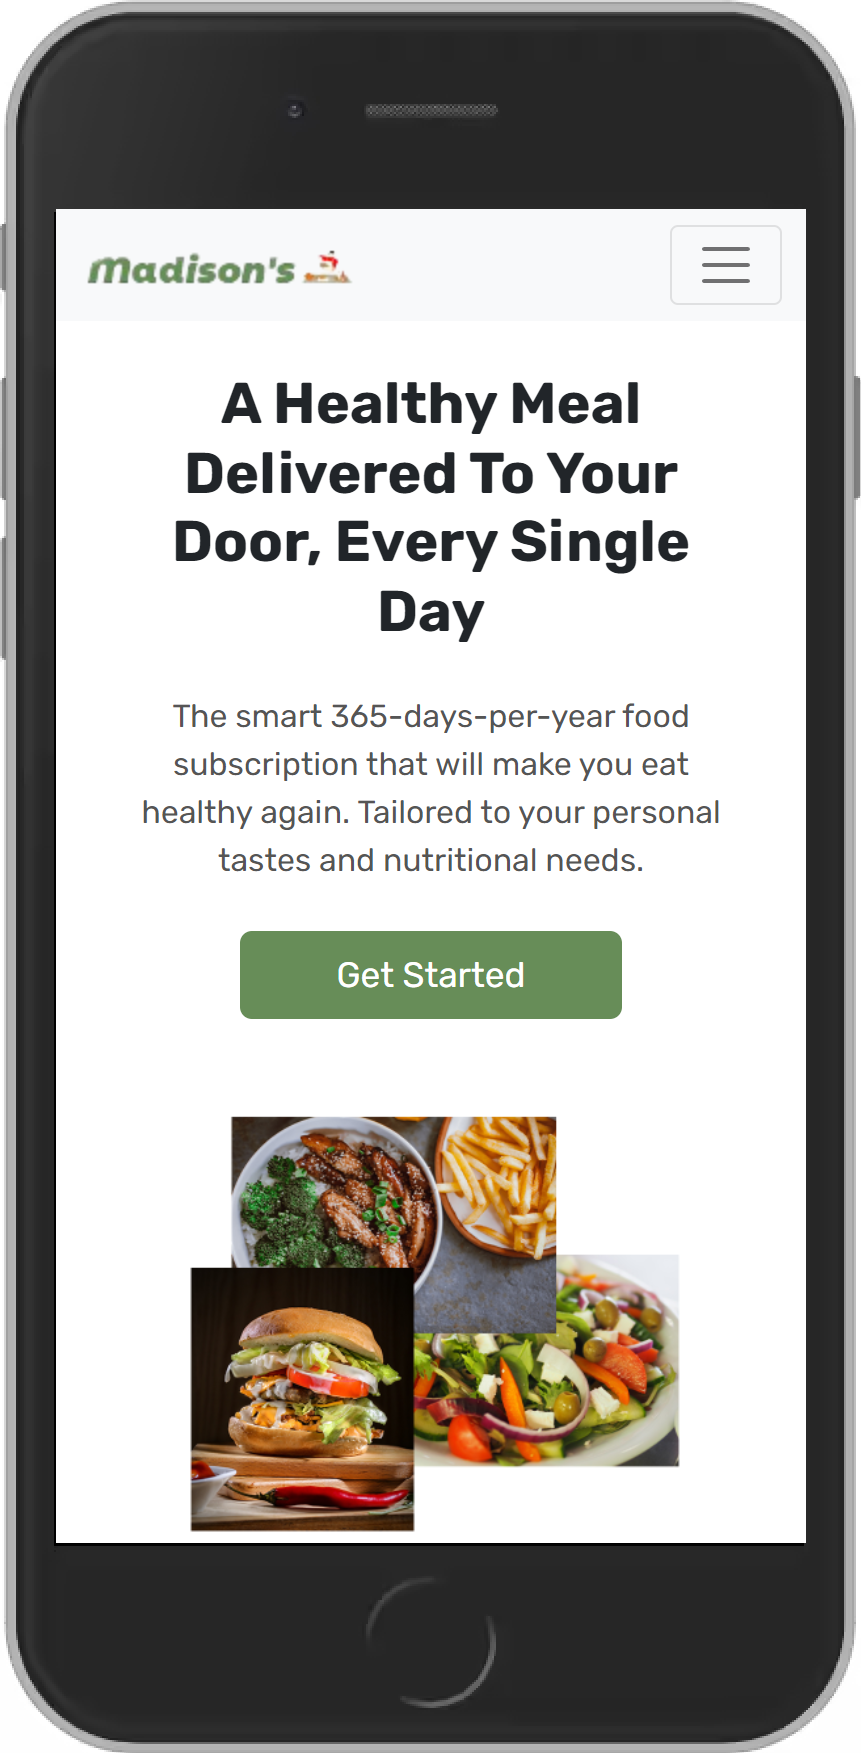 Madison's
A Healthy Meal
Delivered To Your
Door, Every Single
Day
The smart 365-days-per-year food
subscription that will make you eat
healthy again. Tailored to your personal
tastes and nutritional needs.
Get Started